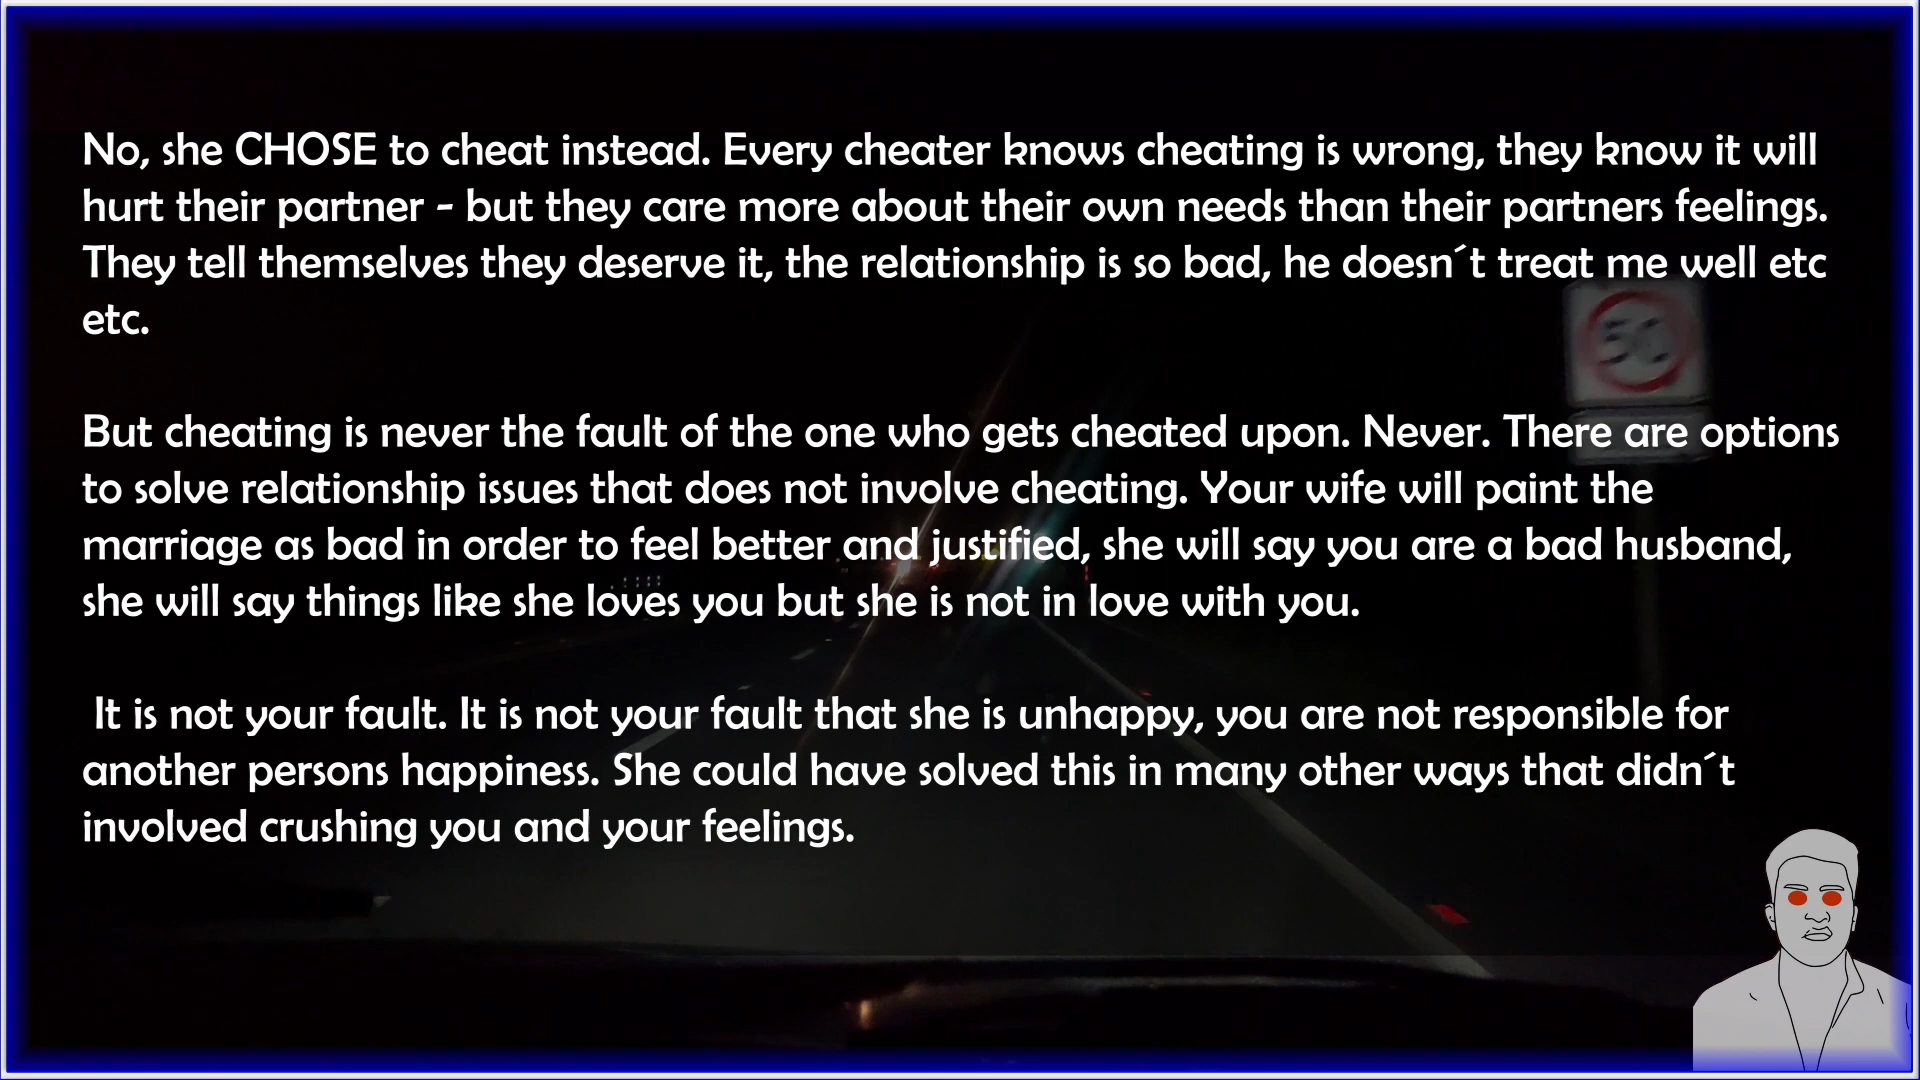 No, she CHOSE to cheat instead. Every cheater knows cheating is wrong, they know it will
hurt their partner - but they care more about their own needs than their partners feelings.
They tell themselves they deserve it, the relationship is so bad, he doesn´t treat me well etc
etc.
But cheating is never the fault of the one who gets cheated upon. Never. There are options
to solve relationship issues that does not involve cheating. Your wife will paint the
marriage as bad in order to feel better and justified, she will say you are a bad husband,
she will say things like she loves you but she is not in love with you.
It is not your fault. It is not your fault that she is unhappy, you are not responsible for
another persons happiness. She could have solved this in many other ways that didn´t
involved crushing you and your feelings.